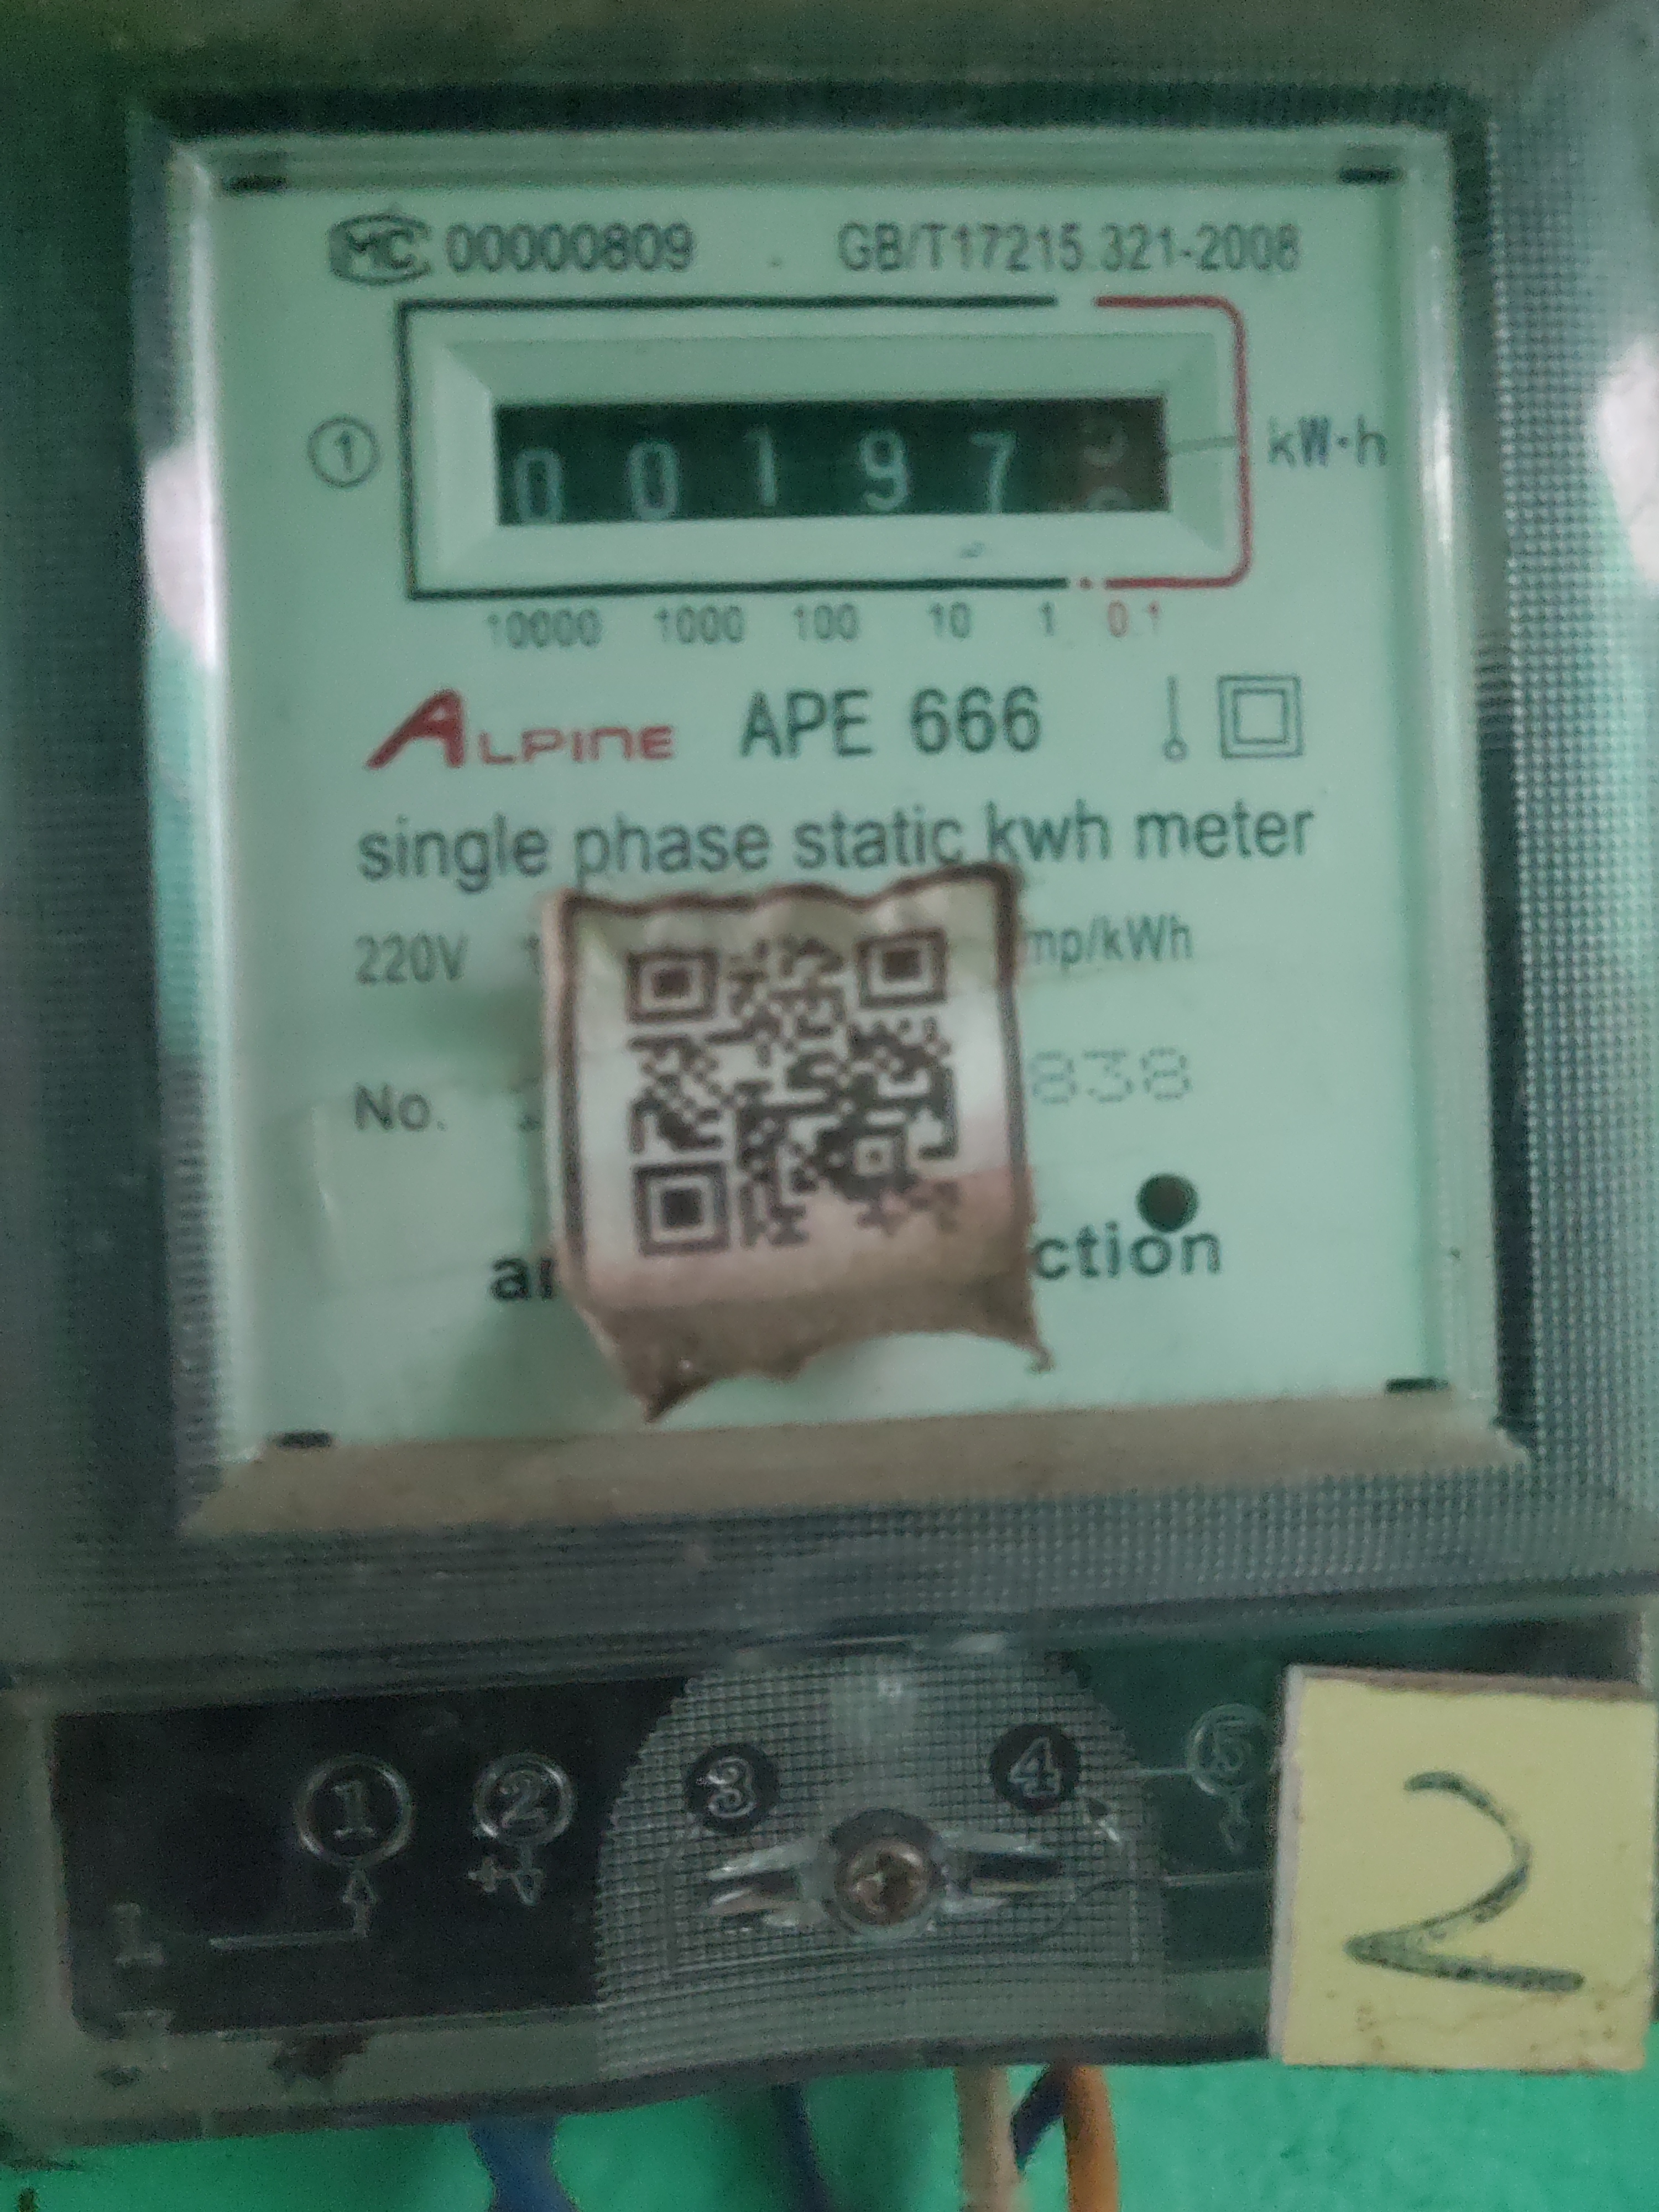 MC 00000809 GB/T17215.321-2008
1 0 0 1 9 7 kW·h
10000 1000 100 10 1 0.1
ALPINE APE 666
single phase static kwh meter
220V mp/kWh
No. 838
ction
1 2 3 4 5
2